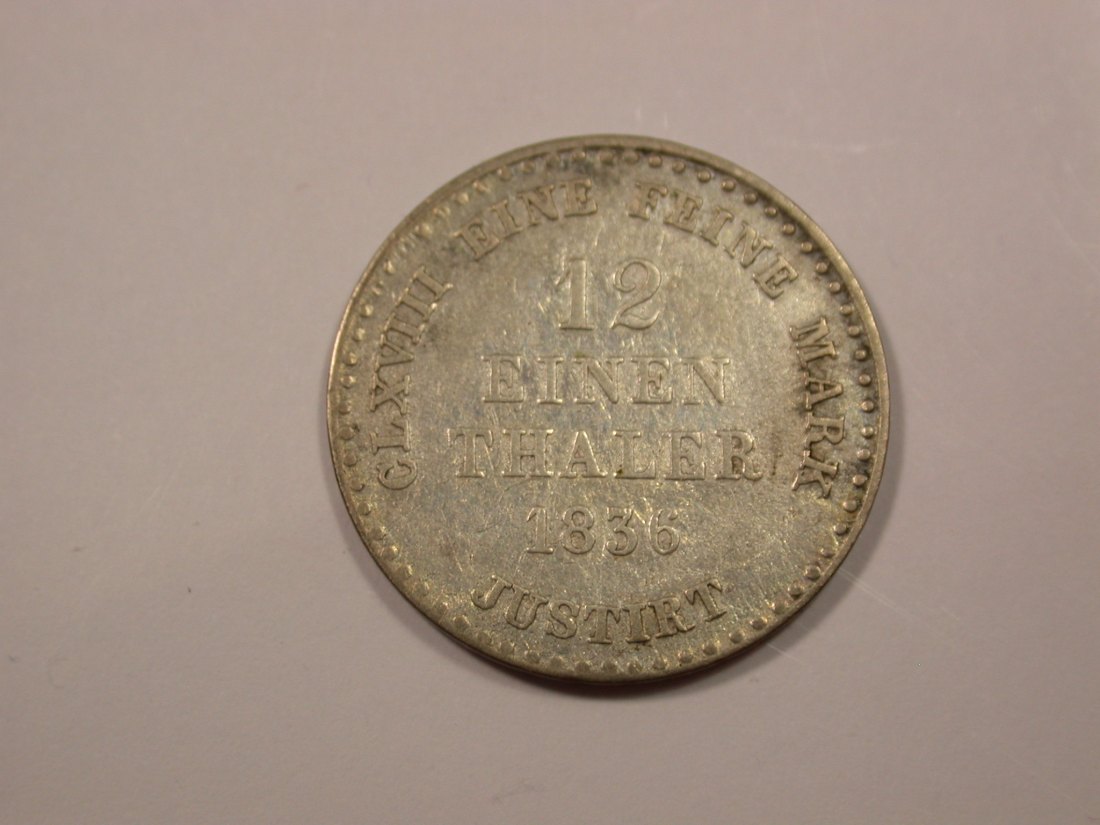 CLXVIII EINE FEINE MARK
12
EINEN
THALER
1836
JUSTIRT